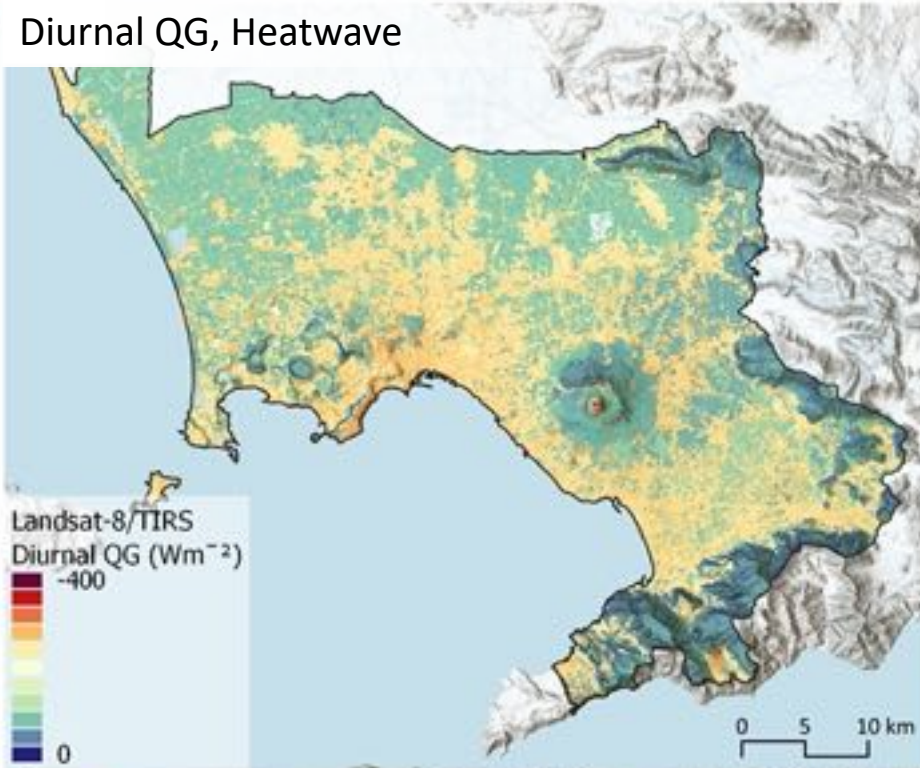 Diurnal QG, Heatwave
Landsat-8/TIRS
Diurnal QG (Wm⁻²)
-400
0
0 5 10 km